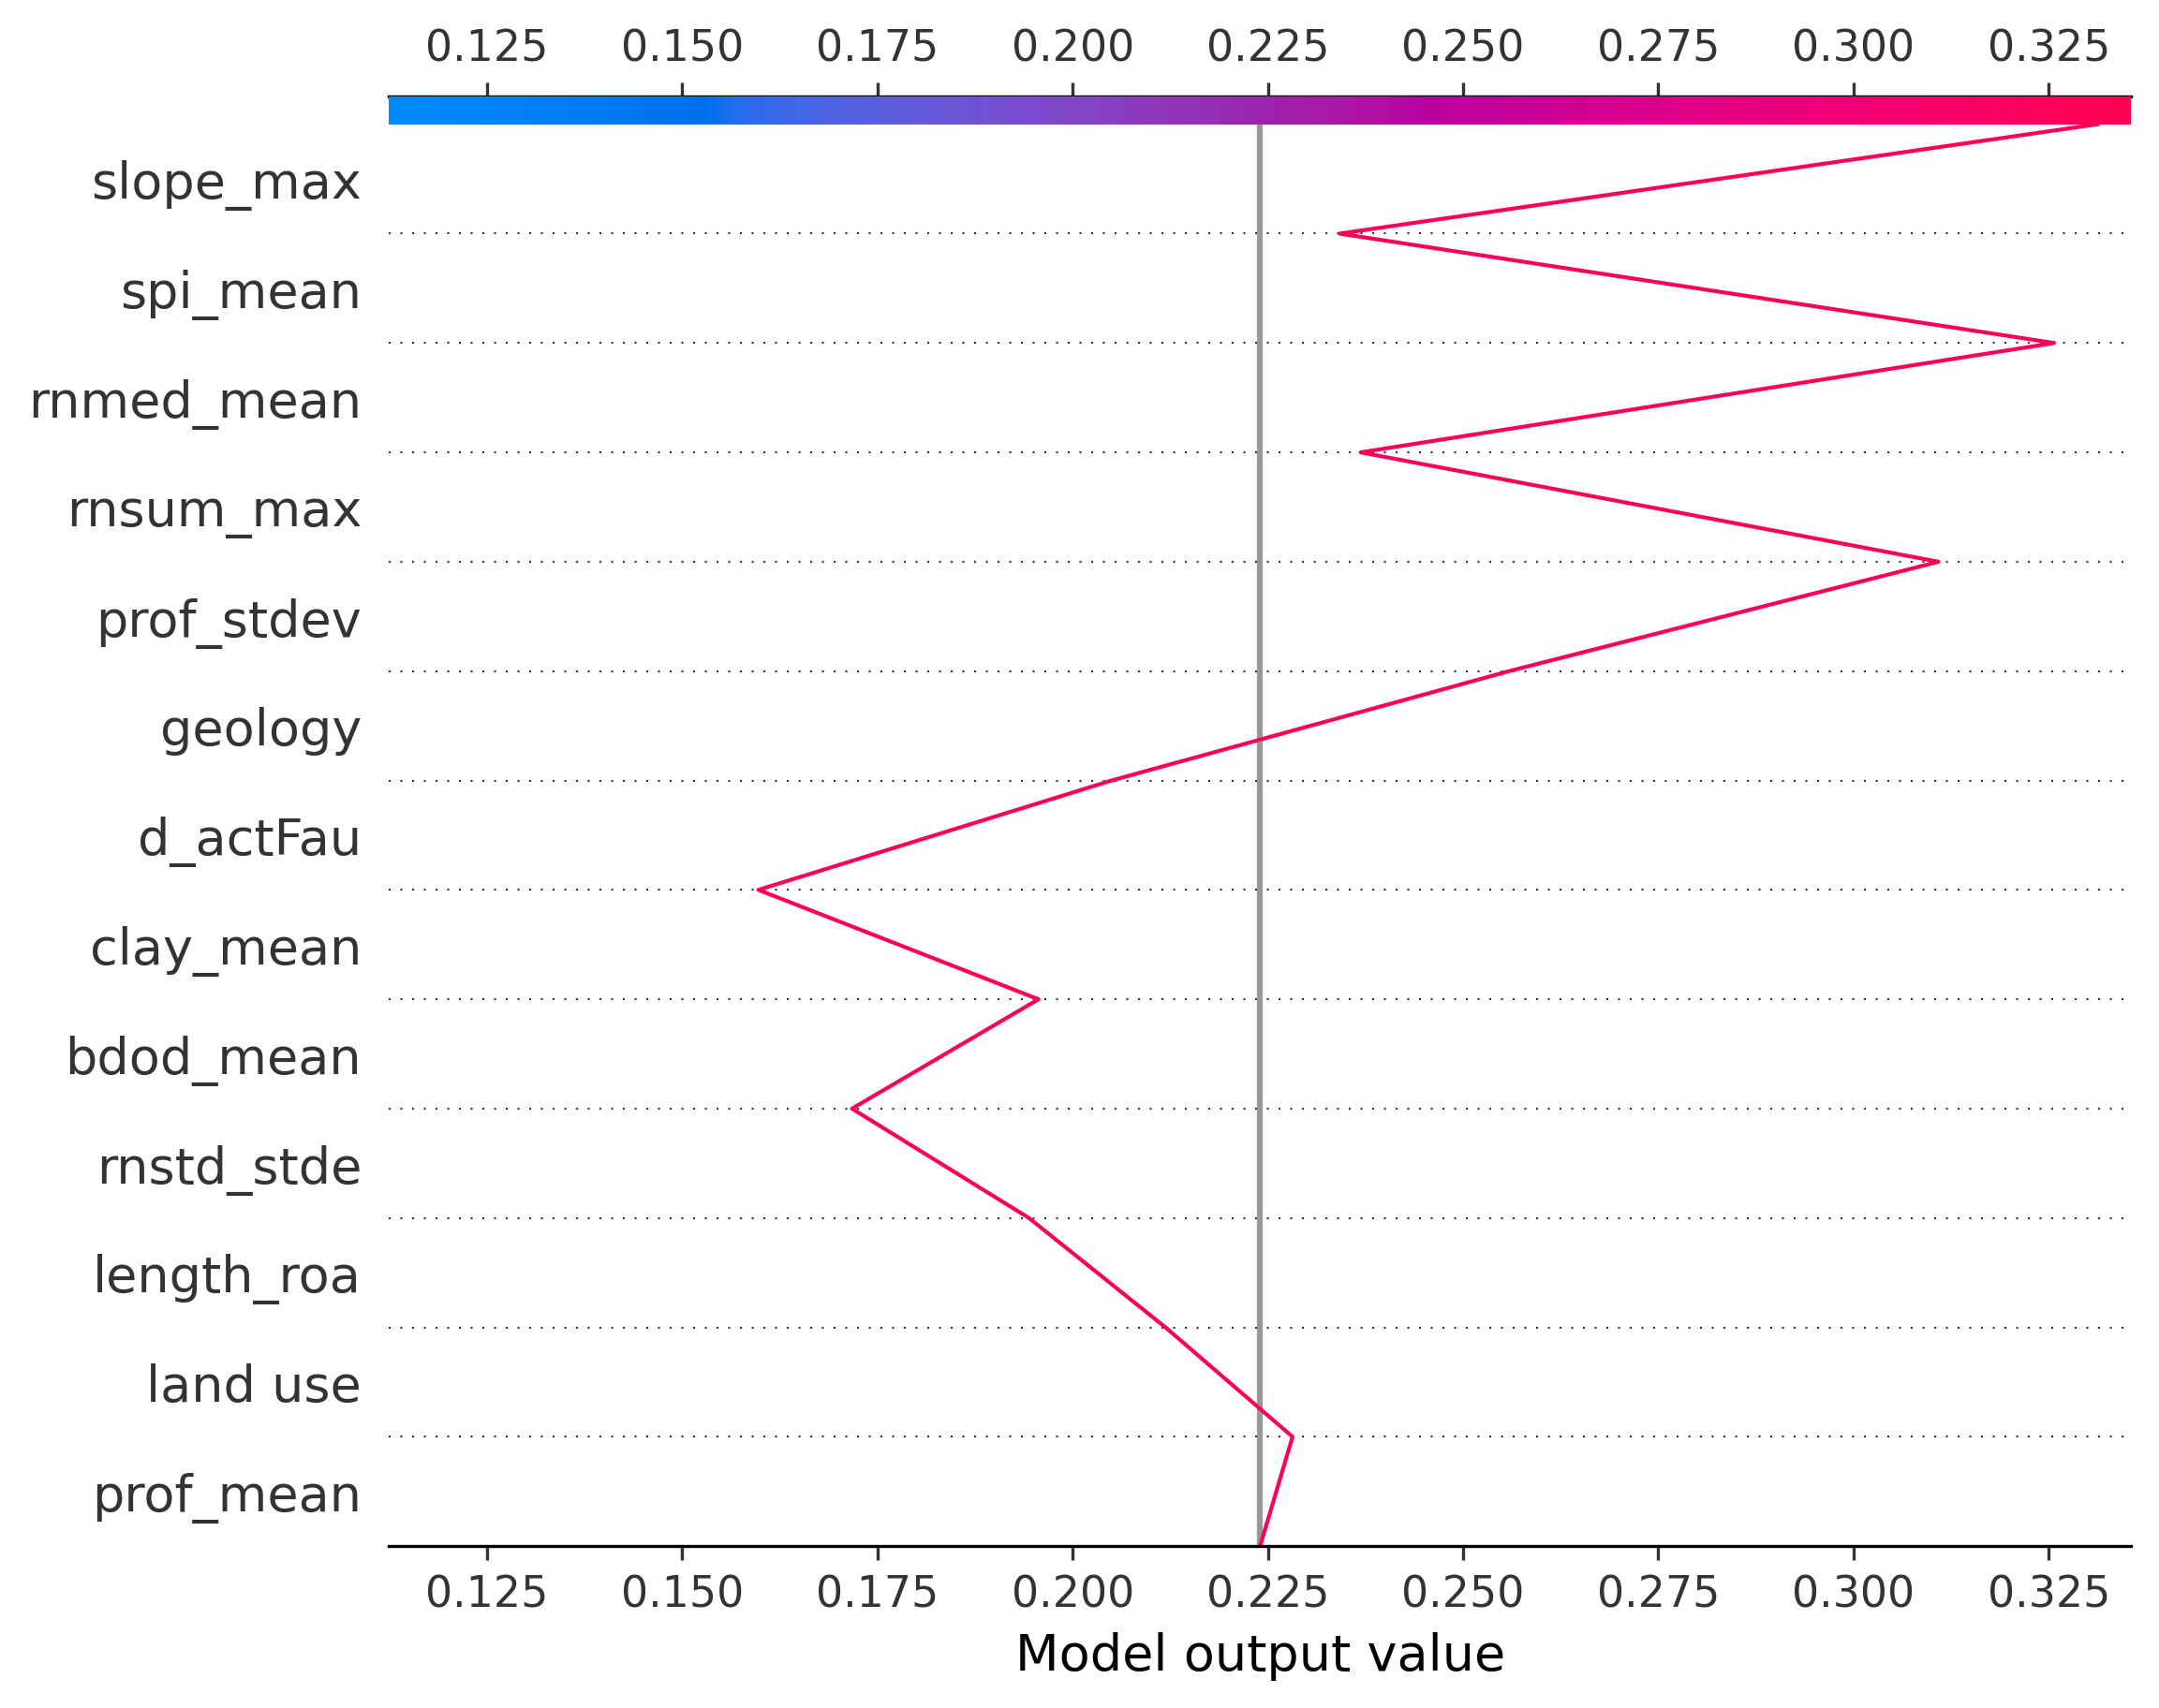 0.125 0.150 0.175 0.200 0.225 0.250 0.275 0.300 0.325
slope_max
spi_mean
rnmed_mean
rnsum_max
prof_stdev
geology
d_actFau
clay_mean
bdod_mean
rnstd_stde
length_roa
land use
prof_mean
0.125 0.150 0.175 0.200 0.225 0.250 0.275 0.300 0.325
Model output value